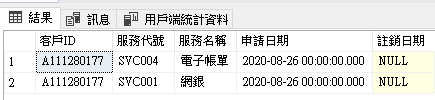 結果 訊息 用戶端統計資料
客戶ID 服務代號 服務名稱 申請日期 註銷日期
1 A111280177 SVC004 電子帳單 2020-08-26 00:00:00.000 NULL
2 A111280177 SVC001 網銀 2020-08-26 00:00:00.000 NULL